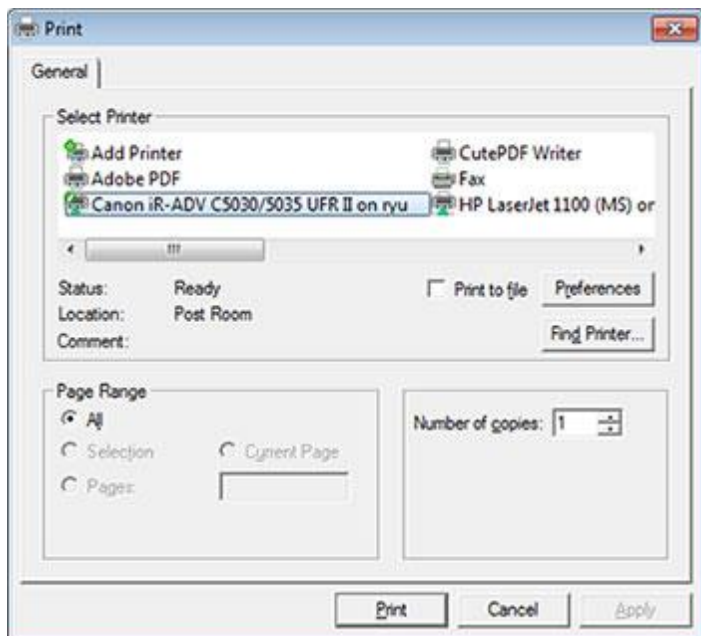 Print
General
Select Printer
Add Printer
CutePDF Writer
Adobe PDF
Fax
Canon iR-ADV C5030/5035 UFR II on ryu
HP LaserJet 1100 (MS) or
Status: Ready
Print to file
Preferences
Location: Post Room
Comment:
Find Printer...
Page Range
All
Selection
Current Page
Pages:
Number of copies: 1
Print
Cancel
Apply